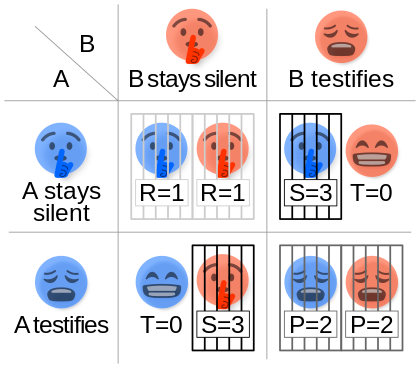 B
A
B stays silent
B testifies
A stays
silent
R=1 R=1
S=3 T=0
A testifies
T=0 S=3
P=2 P=2